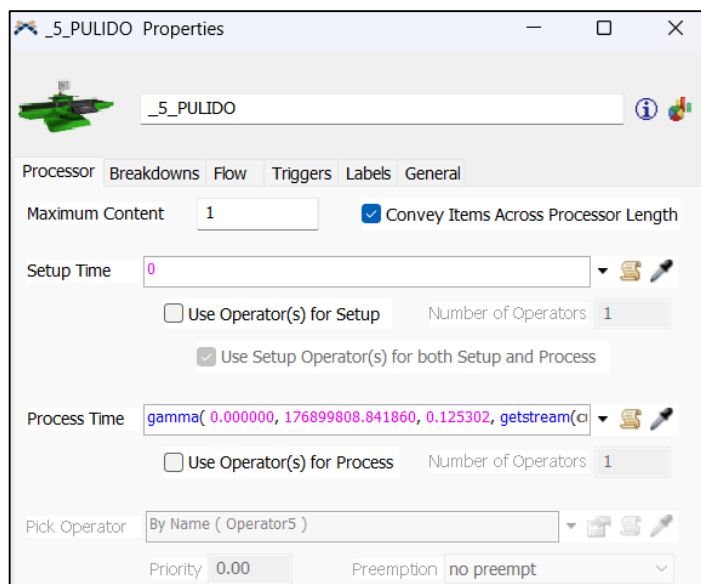 _5_PULIDO Properties
_5_PULIDO
Processor Breakdowns Flow Triggers Labels General
Maximum Content 1 Convey Items Across Processor Length
Setup Time 0
Use Operator(s) for Setup Number of Operators 1
Use Setup Operator(s) for both Setup and Process
Process Time gamma( 0.000000, 176899808.841860, 0.125302, getstream(cu
Use Operator(s) for Process Number of Operators 1
Pick Operator By Name ( Operator5 )
Priority 0.00 Preemption no preempt